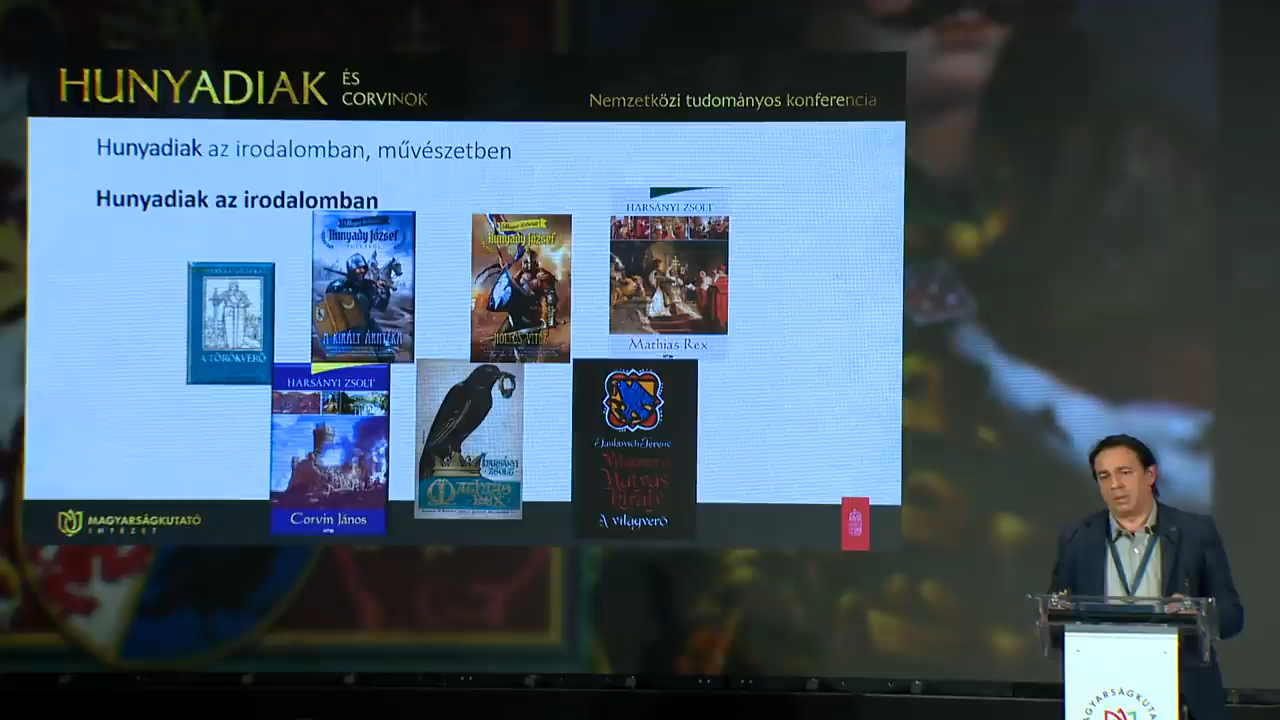 HUNYADIAK ÉS CORVINOK
Nemzetközi tudományos konferencia
Hunyadiak az irodalomban, művészetben
Hunyadiak az irodalomban
A TÖRÖKVERŐ
Hunyady József
A KIRÁLY ÁRNYÉKA
Hunyady József
HARSÁNYI ZSOLT
Mathias Rex
HARSÁNYI ZSOLT
Corvin János
HARSÁNYI ZSOLT
MATHIAS REX
Jankovich Ferenc
Mátyás király
A világverő
MAGYARSÁGKUTATÓ
INTÉZET